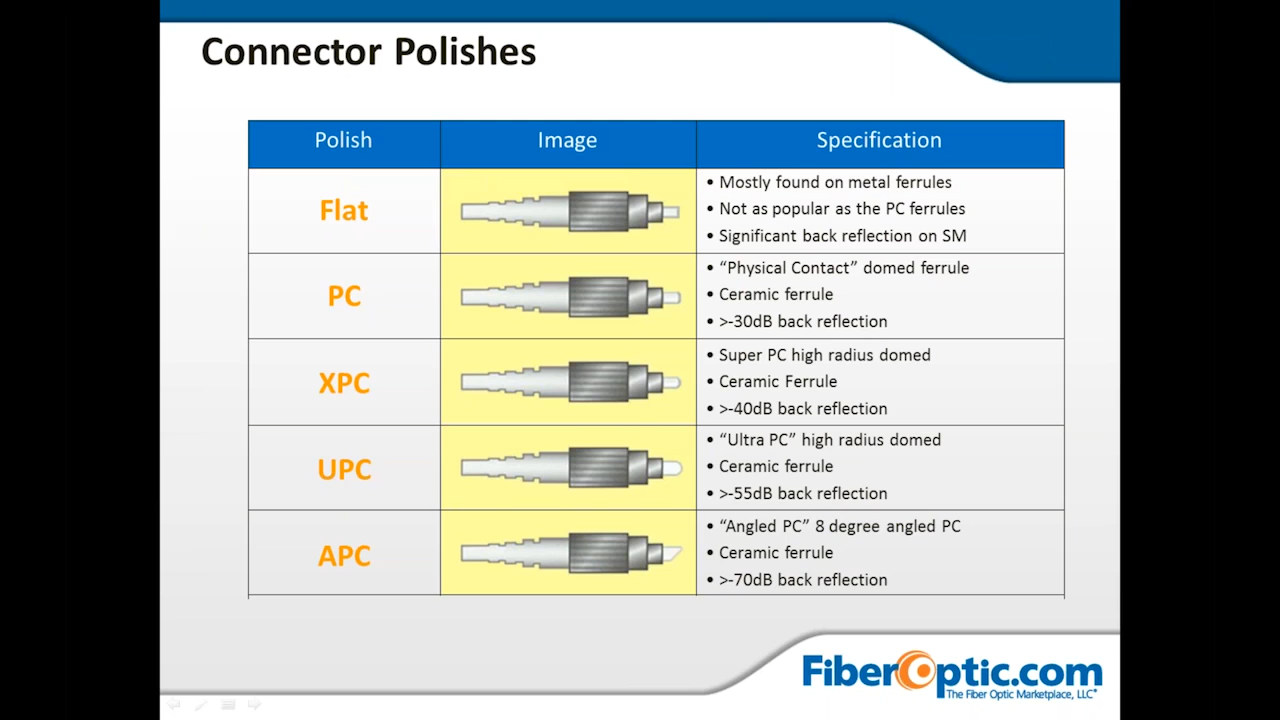 Connector Polishes
Polish Image Specification
Flat
• Mostly found on metal ferrules
• Not as popular as the PC ferrules
• Significant back reflection on SM
PC
• “Physical Contact” domed ferrule
• Ceramic ferrule
• >-30dB back reflection
XPC
• Super PC high radius domed
• Ceramic Ferrule
• >-40dB back reflection
UPC
• “Ultra PC” high radius domed
• Ceramic ferrule
• >-55dB back reflection
APC
• “Angled PC” 8 degree angled PC
• Ceramic ferrule
• >-70dB back reflection
FiberOptic.com
The Fiber Optic Marketplace, LLC®